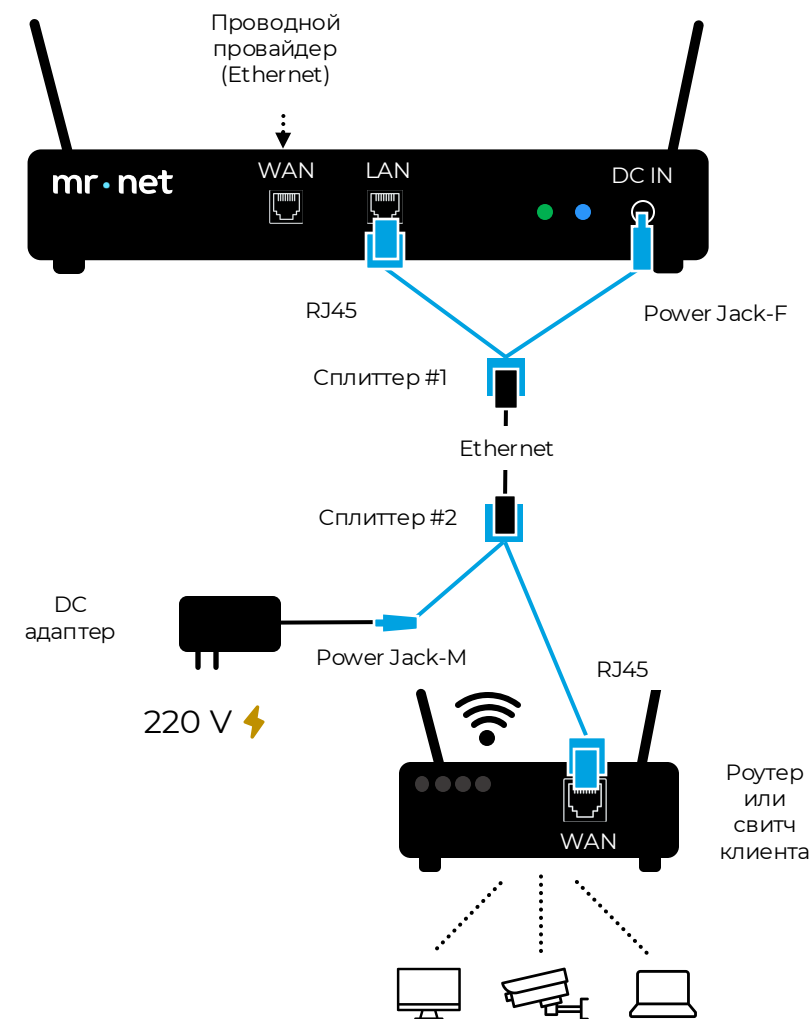 Проводной
провайдер
(Ethernet)
WAN
LAN
DC IN
mr·net
RJ45
Power Jack-F
Сплиттер #1
Ethernet
Сплиттер #2
DC
адаптер
Power Jack-M
RJ45
220 V
Роутер
или
свитч
клиента
WAN